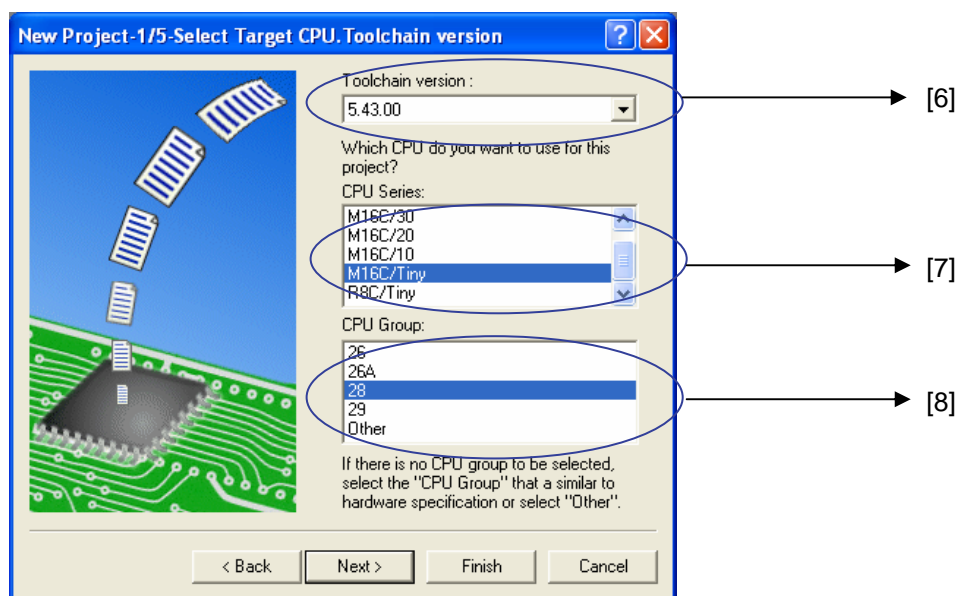 New Project-1/5-Select Target CPU.Toolchain version
Toolchain version :
5.43.00
[6]
Which CPU do you want to use for this
project?
CPU Series:
M16C/30
M16C/20
M16C/10
M16C/Tiny
R8C/Tiny
[7]
CPU Group:
26
26A
28
29
Other
[8]
If there is no CPU group to be selected,
select the "CPU Group" that a similar to
hardware specification or select "Other".
< Back
Next >
Finish
Cancel